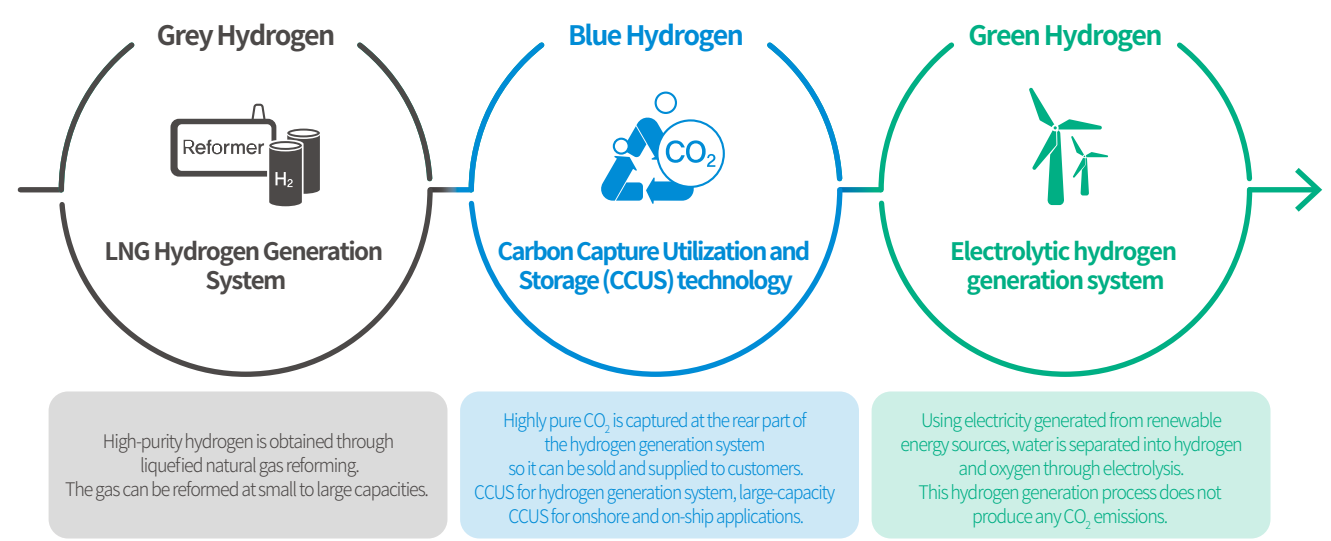 Grey Hydrogen
Reformer
H₂
LNG Hydrogen Generation
System
High-purity hydrogen is obtained through
liquefied natural gas reforming.
The gas can be reformed at small to large capacities.
Blue Hydrogen
CO₂
Carbon Capture Utilization and
Storage (CCUS) technology
Highly pure CO₂ is captured at the rear part of
the hydrogen generation system
so it can be sold and supplied to customers.
CCUS for hydrogen generation system, large-capacity
CCUS for onshore and on-ship applications.
Green Hydrogen
Electrolytic hydrogen
generation system
Using electricity generated from renewable
energy sources, water is separated into hydrogen
and oxygen through electrolysis.
This hydrogen generation process does not
produce any CO₂ emissions.